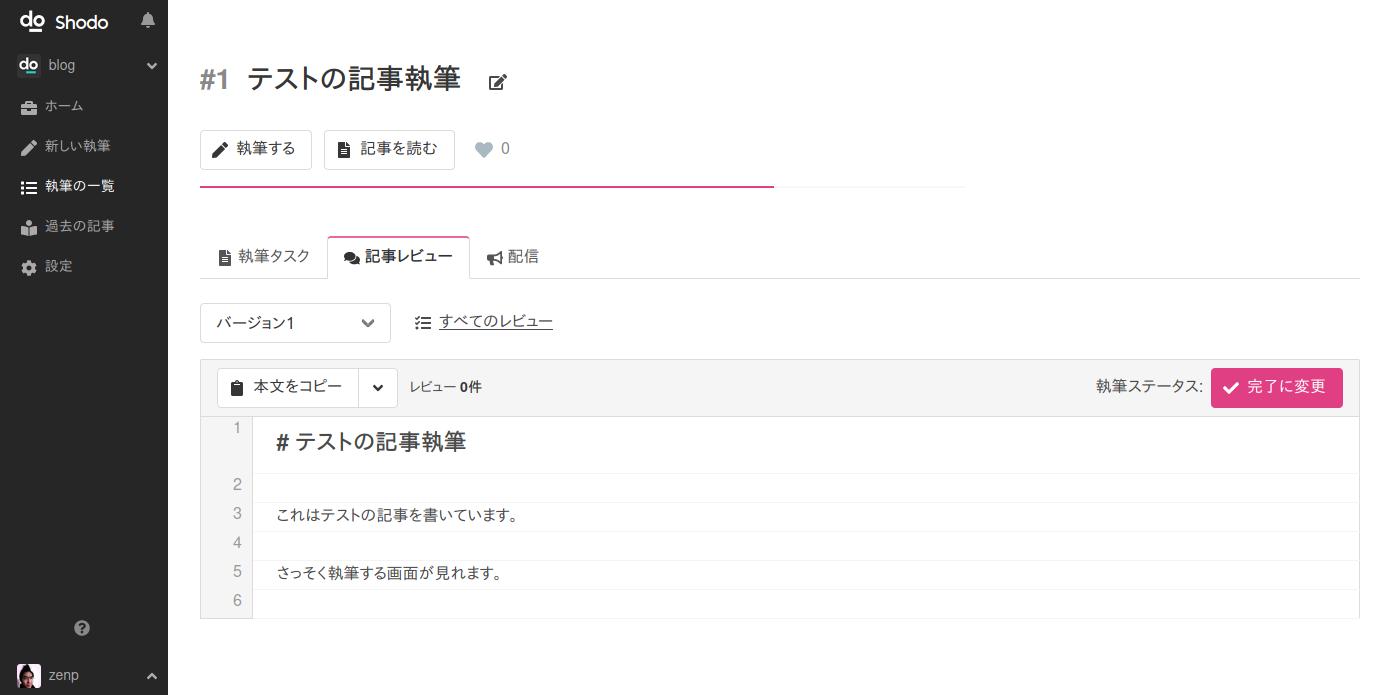 do Shodo
do blog
ホーム
新しい執筆
執筆の一覧
過去の記事
設定
zenp
#1 テストの記事執筆
執筆する 記事を読む 0
執筆タスク 記事レビュー 配信
バージョン1 すべてのレビュー
本文をコピー レビュー 0件 執筆ステータス: 完了に変更
1 # テストの記事執筆
2
3 これはテストの記事を書いています。
4
5 さっそく執筆する画面が見れます。
6